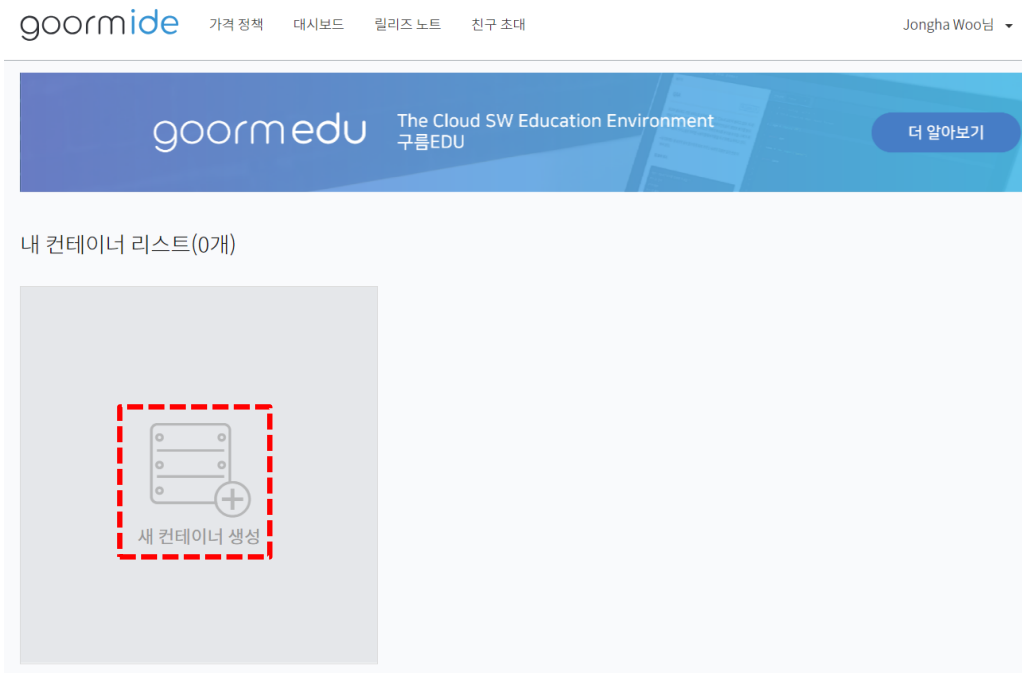 goormide 가격 정책 대시보드 릴리즈 노트 친구 초대 Jongha Woo님
goormedu
The Cloud SW Education Environment
구름EDU
더 알아보기
내 컨테이너 리스트(0개)
새 컨테이너 생성